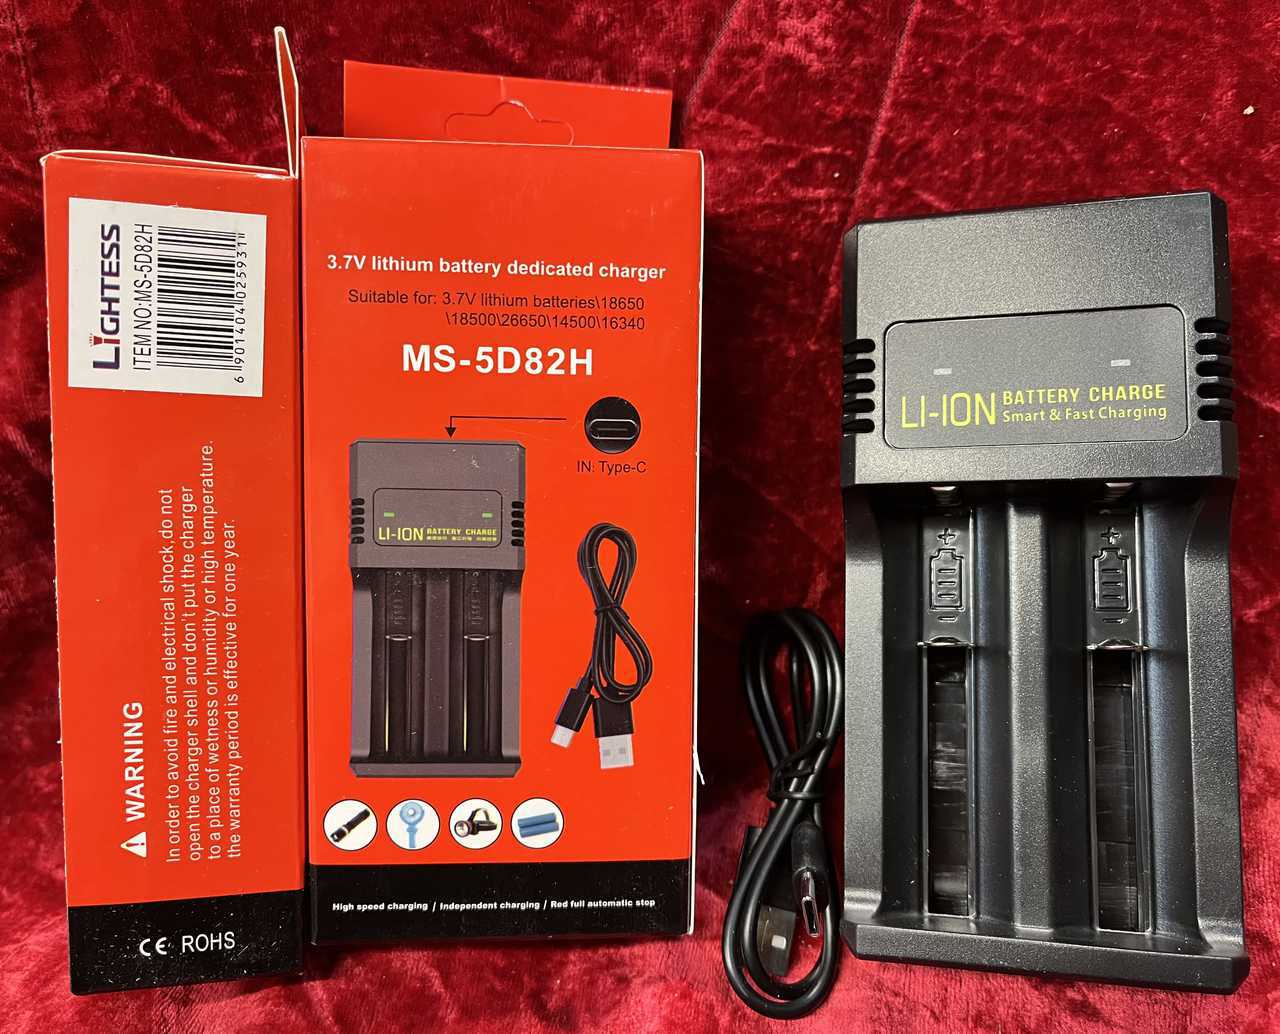 LiGHTESS
ITEM NO:MS-5D82H
6 901404 025931
WARNING
In order to avoid fire and electrical shock,do not
open the charger shell and don't put the charger
to a place of wetness or humidity or high temperature.
the warranty period is effective for one year.
CE ROHS
3.7V lithium battery dedicated charger
Suitable for: 3.7V lithium batteries\18650
\18500\26650\14500\16340
MS-5D82H
IN: Type-C
LI-ION BATTERY CHARGE
High speed charging / Independent charging / Red full automatic stop
LI-ION BATTERY CHARGE
Smart & Fast Charging
+ +
- -